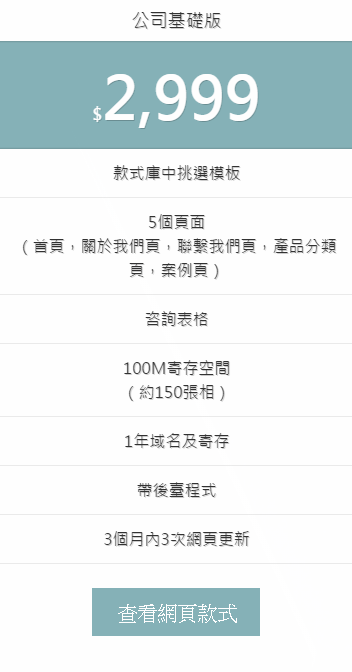 公司基礎版
$2,999
款式庫中挑選模板
5個頁面
（首頁，關於我們頁，聯繫我們頁，產品分類
頁，案例頁）
咨詢表格
100M寄存空間
（約150張相）
1年域名及寄存
帶後臺程式
3個月內3次網頁更新
查看網頁款式